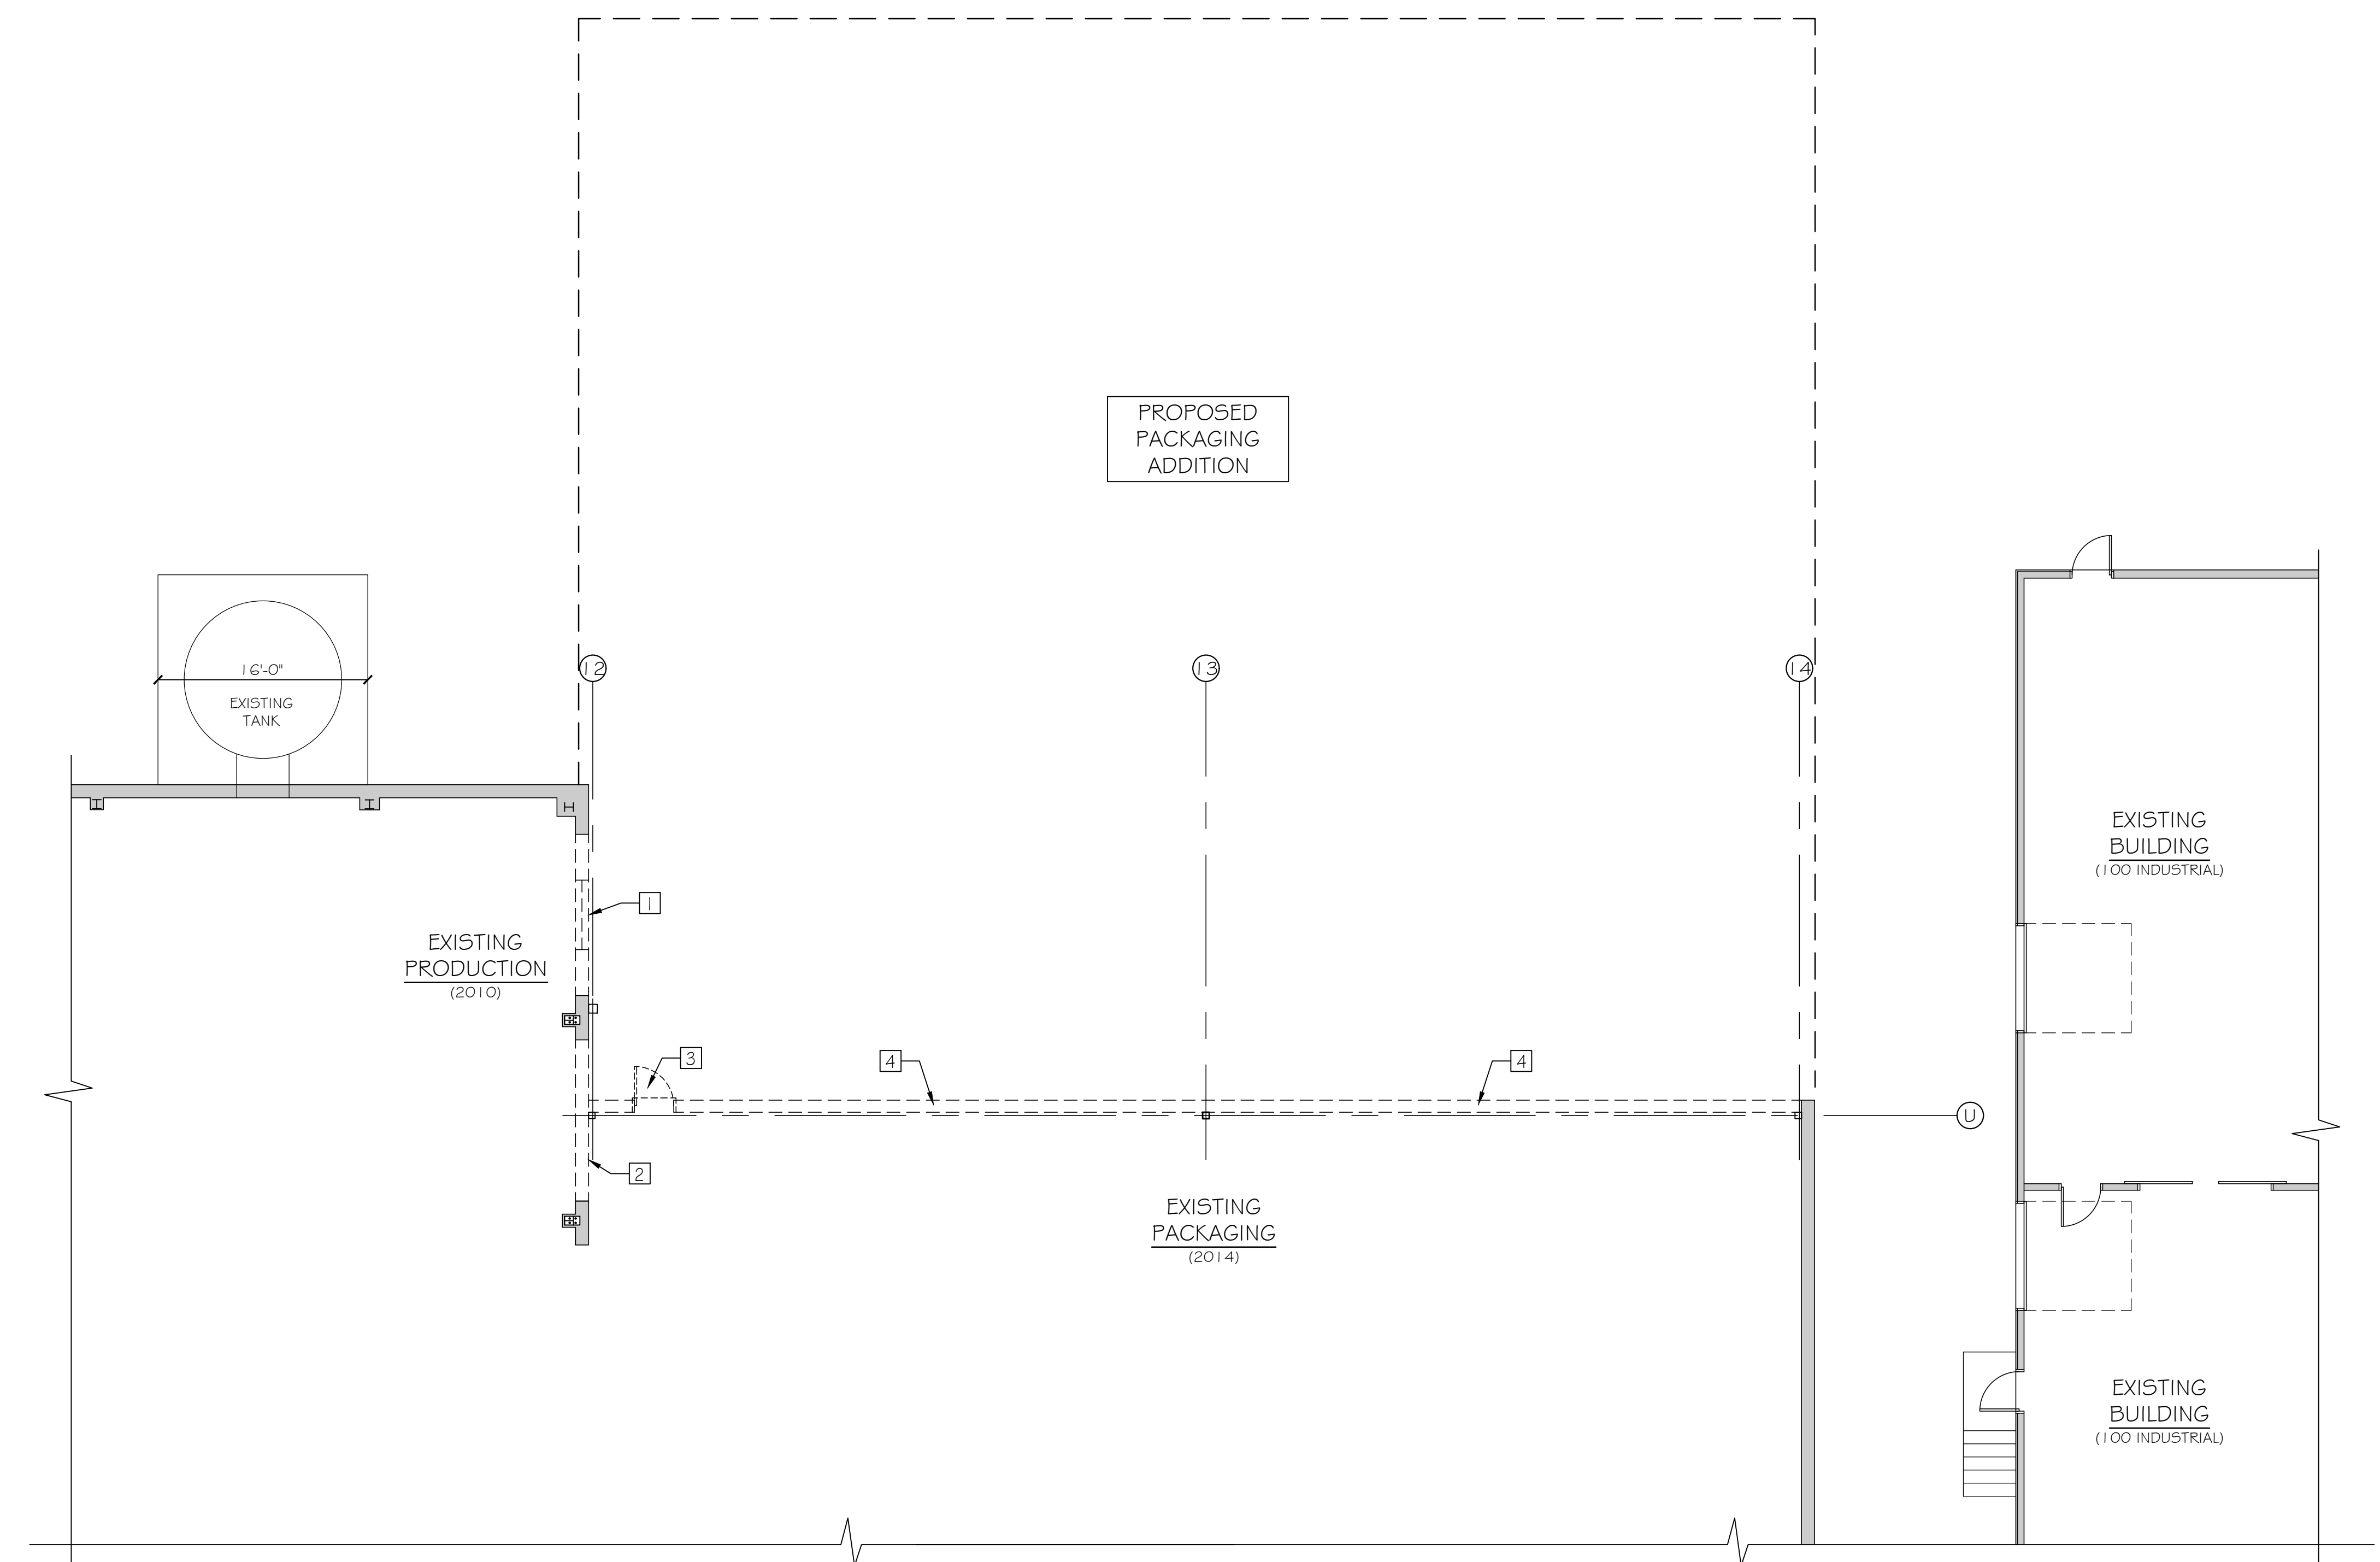 PROPOSED
PACKAGING
ADDITION
16'-0"
EXISTING
TANK
12
13
14
EXISTING
BUILDING
(100 INDUSTRIAL)
1
EXISTING
PRODUCTION
(2010)
3
4
4
U
2
EXISTING
PACKAGING
(2014)
EXISTING
BUILDING
(100 INDUSTRIAL)